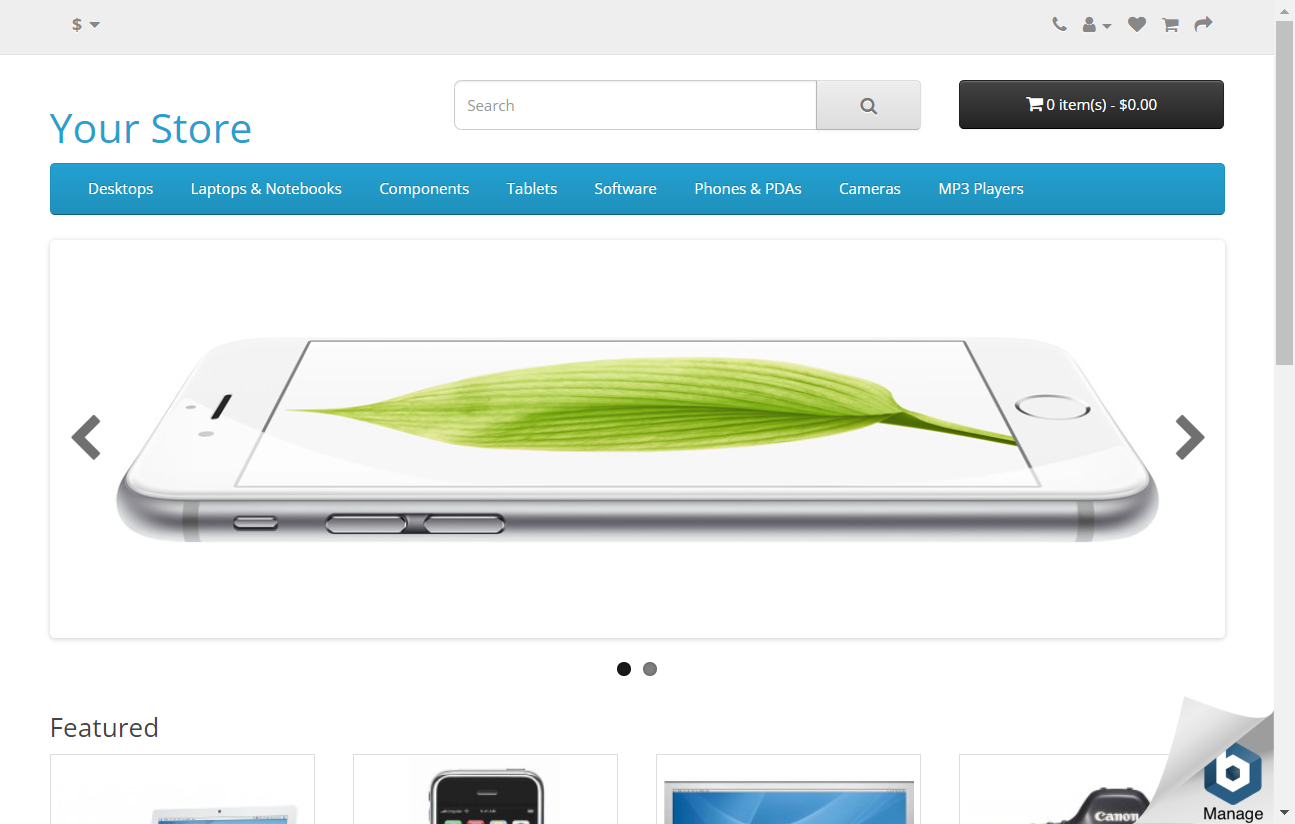 $
Search
0 item(s) - $0.00
Your Store
Desktops
Laptops & Notebooks
Components
Tablets
Software
Phones & PDAs
Cameras
MP3 Players
Featured
Canon
Manage